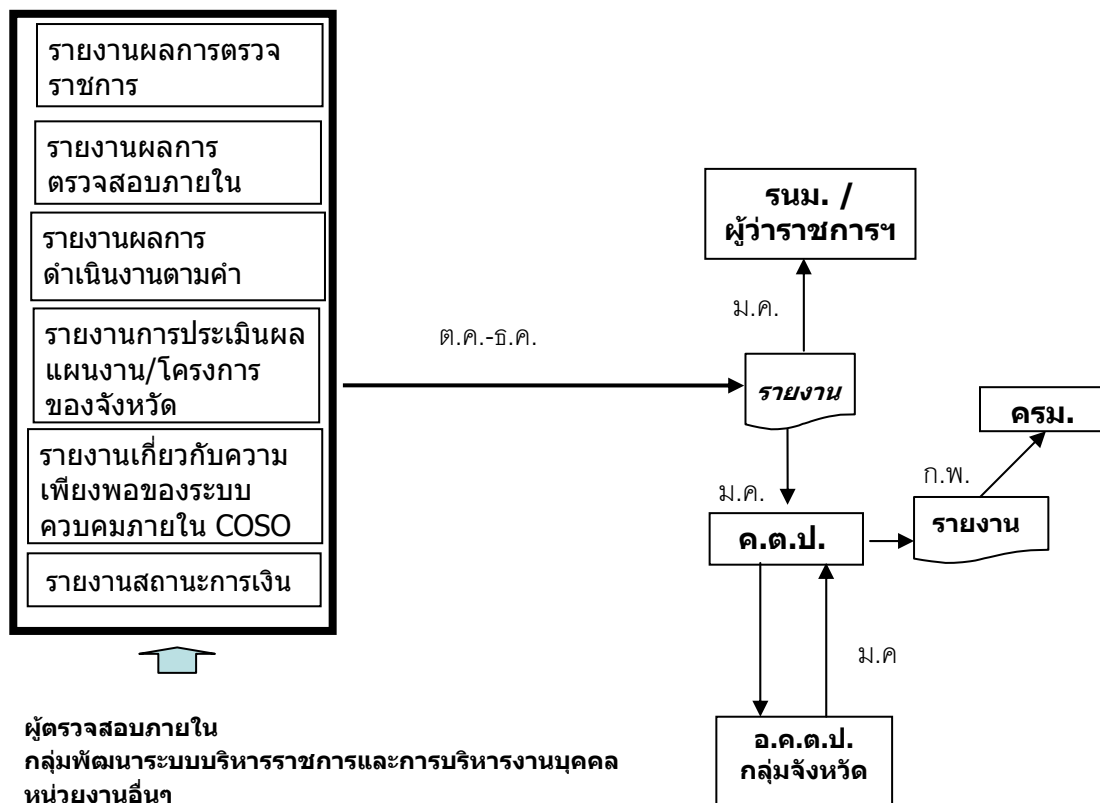 รายงานผลการตรวจ
ราชการ
รายงานผลการ
ตรวจสอบภายใน
รายงานผลการ
ดำเนินงานตามคำ
รายงานการประเมินผล
แผนงาน/โครงการ
ของจังหวัด
รายงานเกี่ยวกับความ
เพียงพอของระบบ
ควบคมภายใน COSO
รายงานสถานะการเงิน
ผู้ตรวจสอบภายใน
กลุ่มพัฒนาระบบบริหารราชการและการบริหารงานบุคคล
หน่วยงานอื่นๆ
ต.ค.-ธ.ค.
รนม. /
ผู้ว่าราชการฯ
ม.ค.
รายงาน
ม.ค.
ค.ต.ป.
ครม.
ก.พ.
รายงาน
ม.ค
อ.ค.ต.ป.
กลุ่มจังหวัด